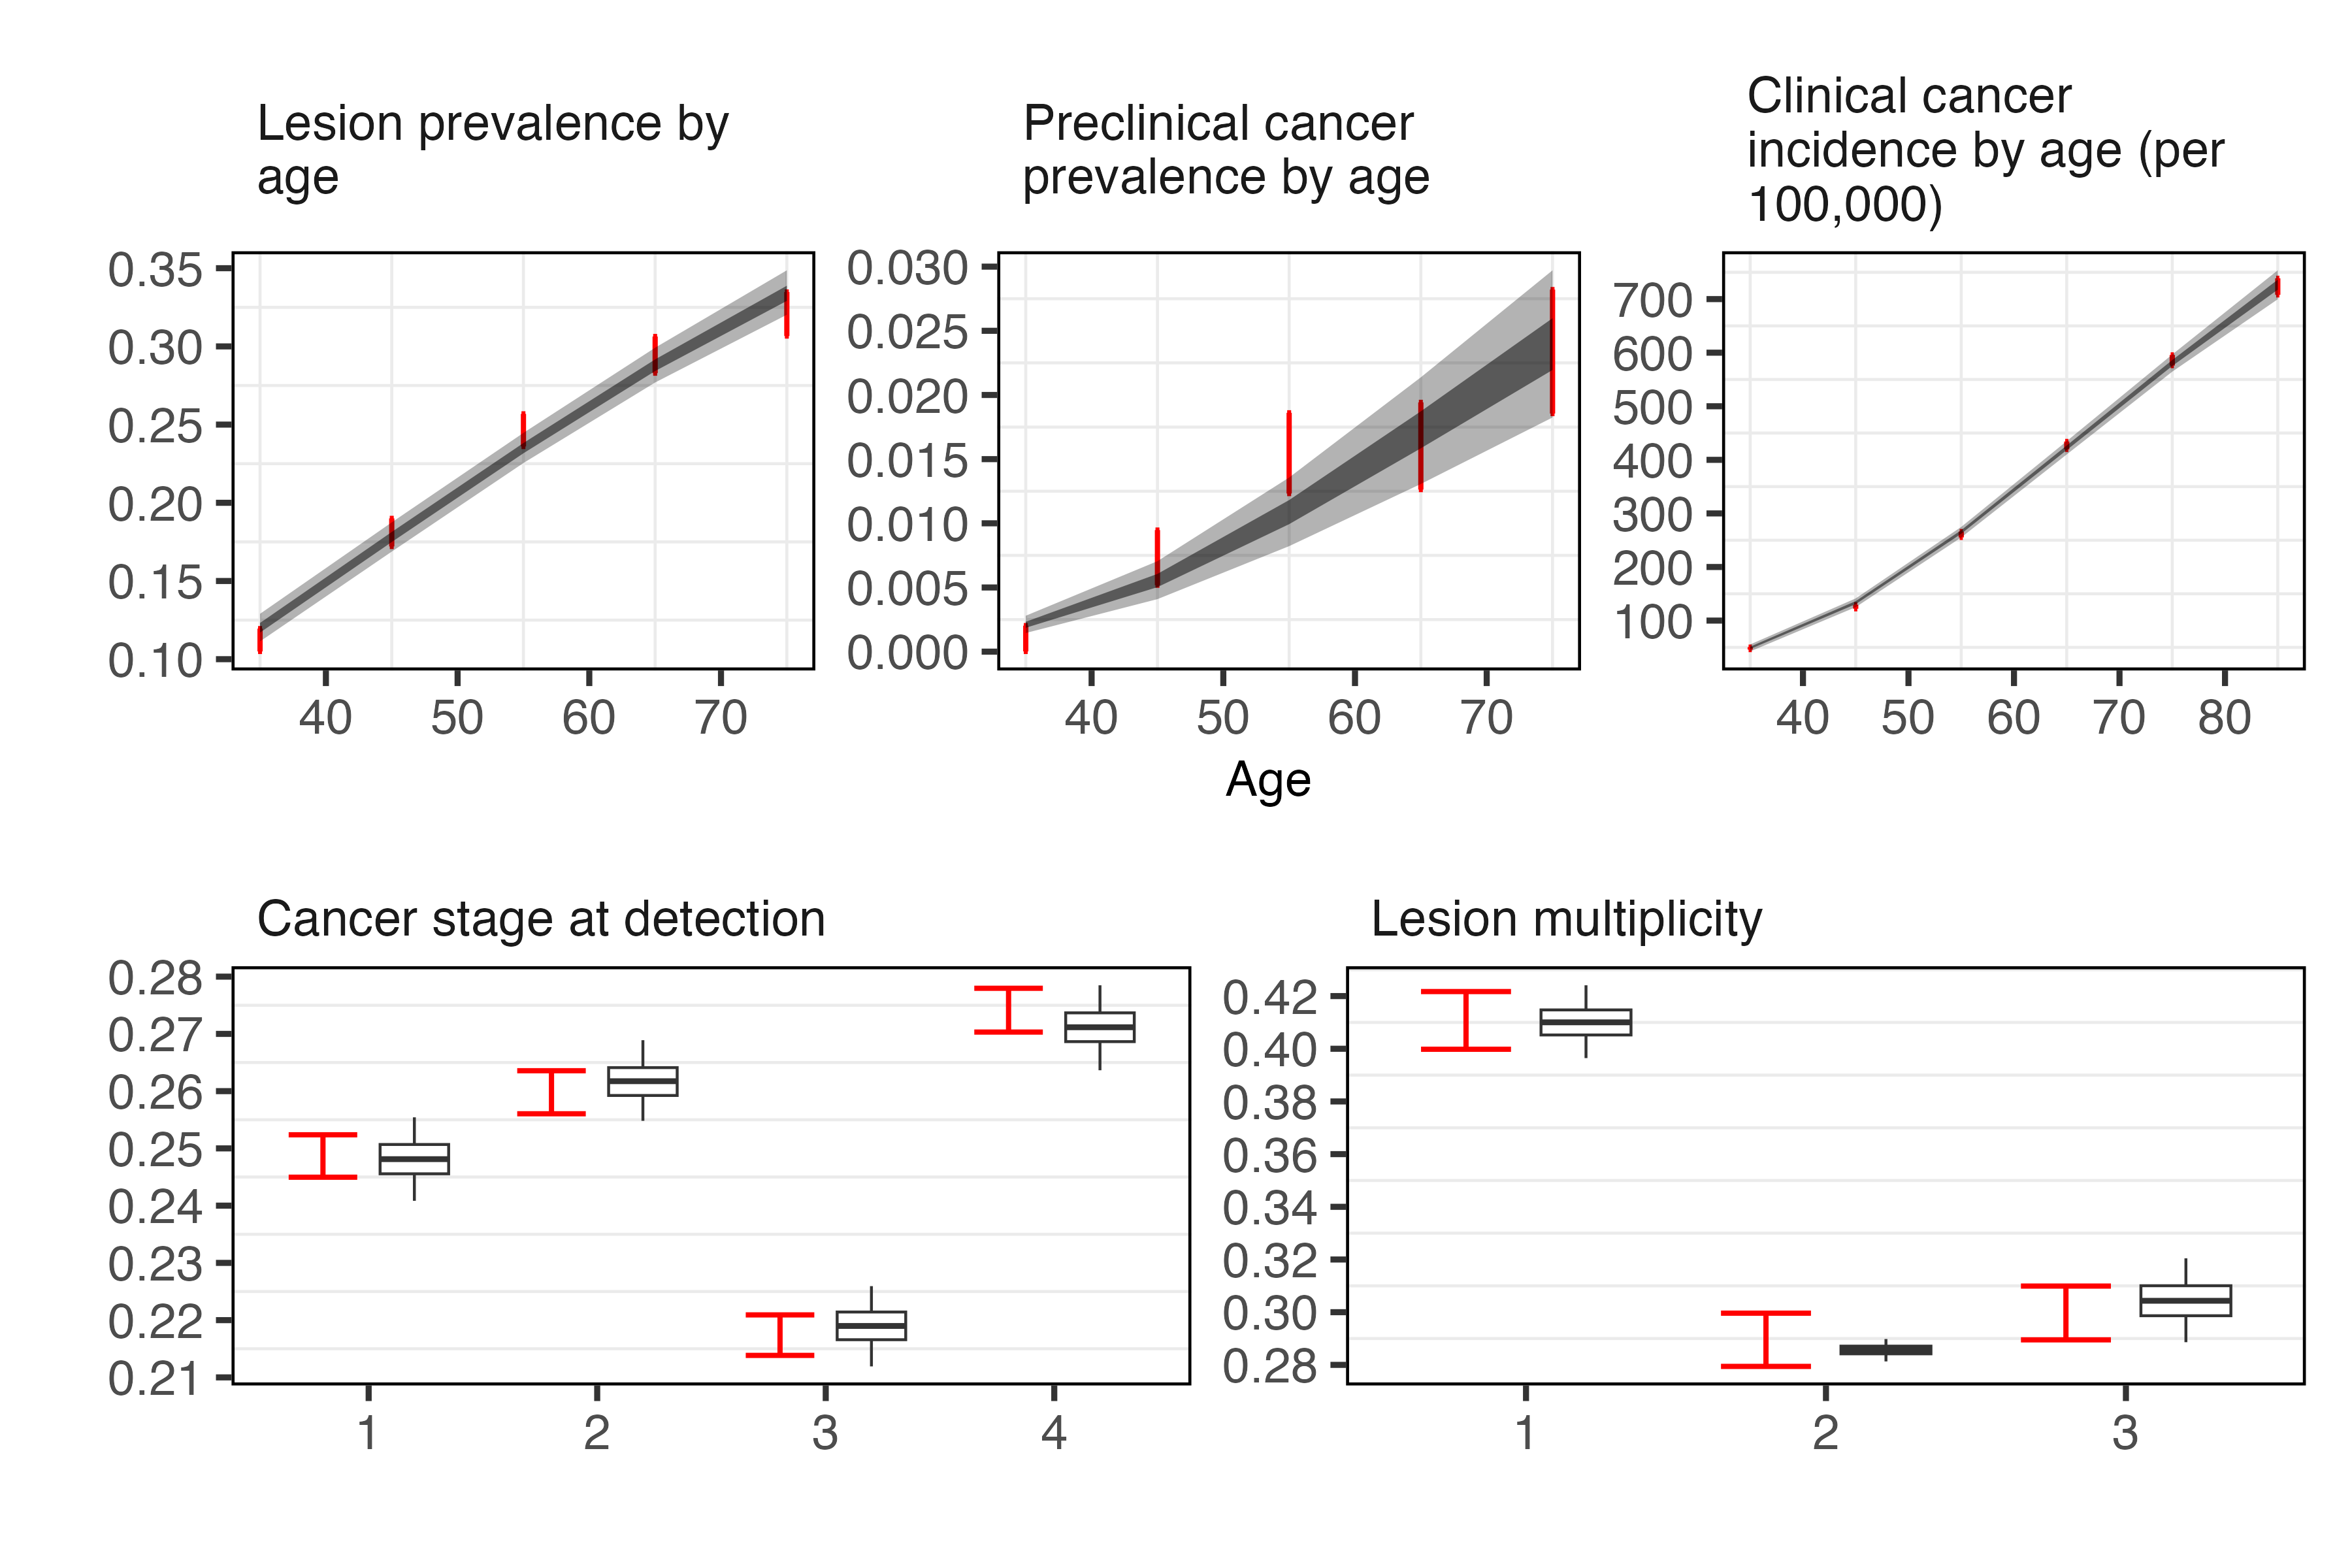 Lesion prevalence by
age
Preclinical cancer
prevalence by age
Clinical cancer
incidence by age (per
100,000)
0.35
0.30
0.25
0.20
0.15
0.10
40 50 60 70
0.030
0.025
0.020
0.015
0.010
0.005
0.000
40 50 60 70
700
600
500
400
300
200
100
40 50 60 70 80
Age
Cancer stage at detection
0.28
0.27
0.26
0.25
0.24
0.23
0.22
0.21
1 2 3 4
Lesion multiplicity
0.42
0.40
0.38
0.36
0.34
0.32
0.30
0.28
1 2 3